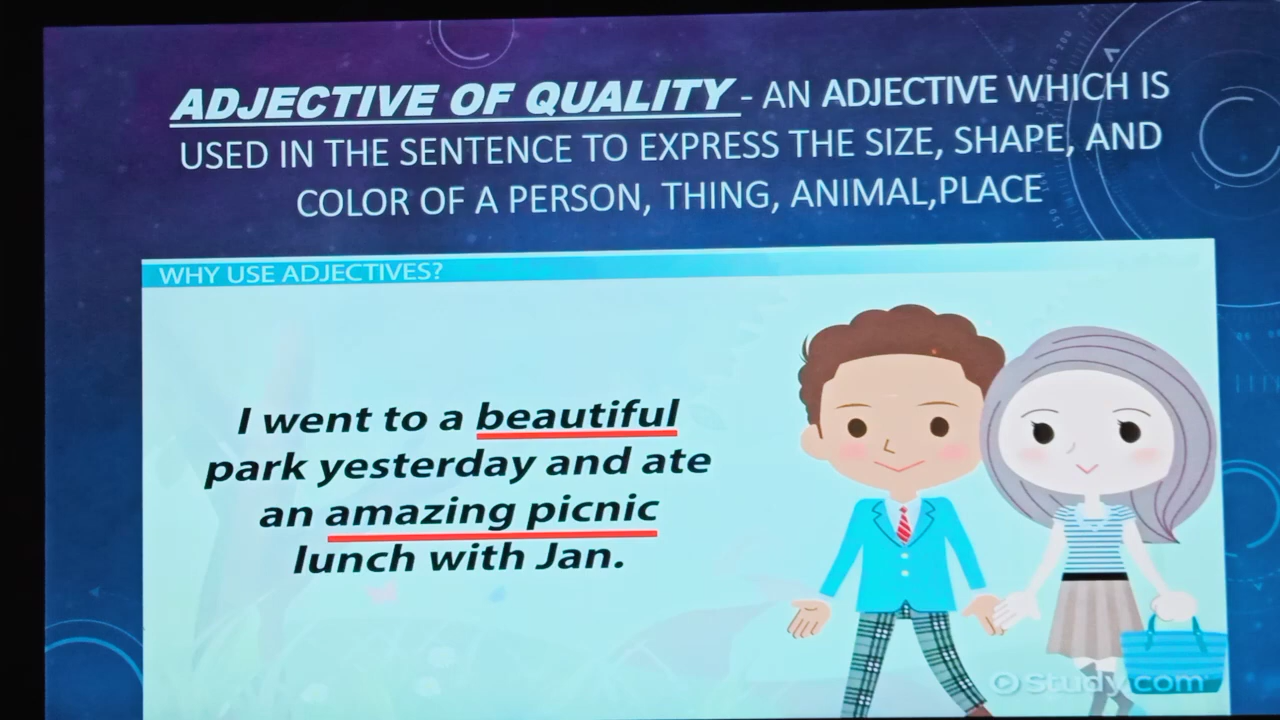 ADJECTIVE OF QUALITY - AN ADJECTIVE WHICH IS
USED IN THE SENTENCE TO EXPRESS THE SIZE, SHAPE, AND
COLOR OF A PERSON, THING, ANIMAL,PLACE
WHY USE ADJECTIVES?
I went to a beautiful
park yesterday and ate
an amazing picnic
lunch with Jan.
Study.com